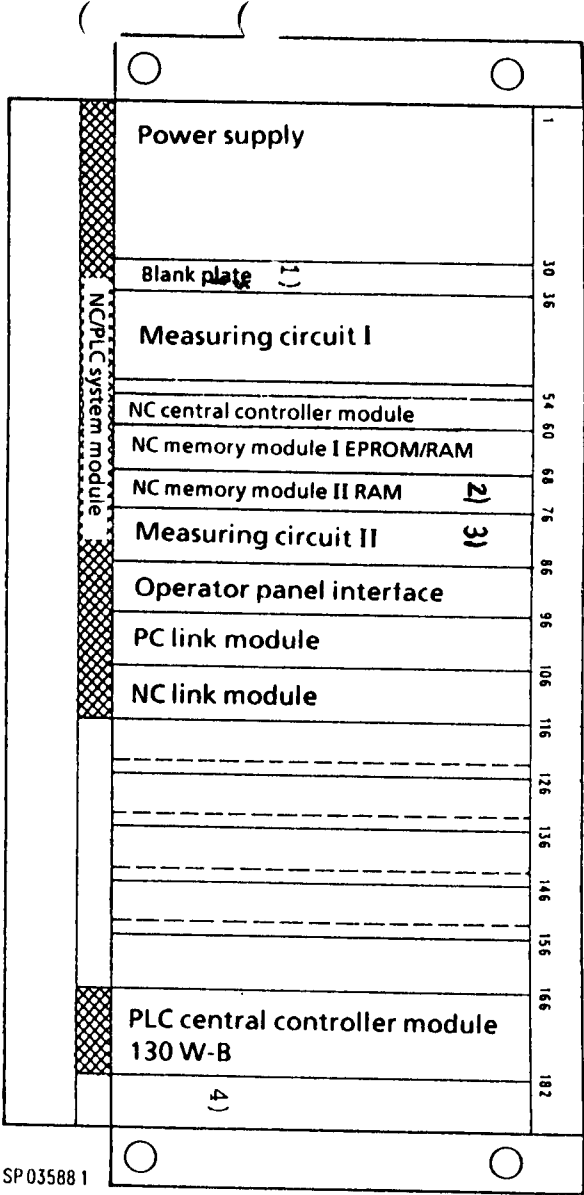 1
Power supply
30
Blank plate 1)
36
Measuring circuit I
54
NC central controller module
60
NC memory module I EPROM/RAM
68
NC memory module II RAM 2)
76
Measuring circuit II 3)
86
Operator panel interface
96
PC link module
106
NC link module
116
126
136
146
156
166
PLC central controller module
130 W-B
182
4)
NC/PLC system module
SP 03588 1